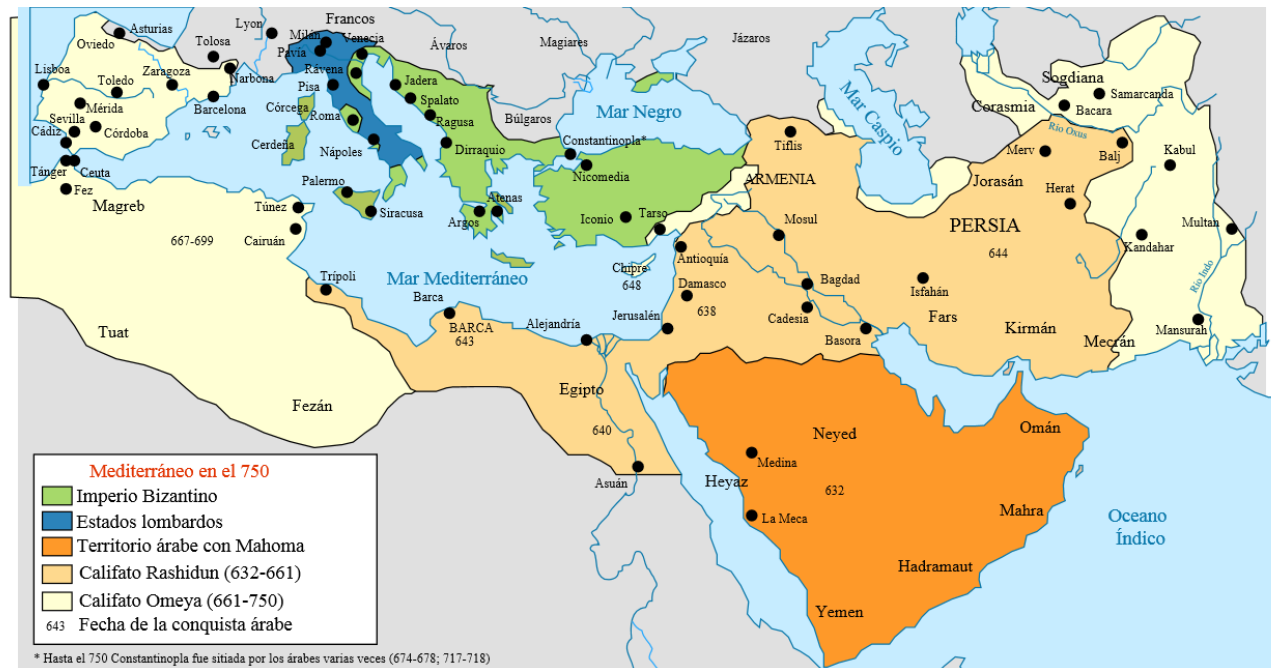 Francos
Lyon
Asturias
Oviedo
Tolosa
Milán
Venecia
Pavía
Ávaros
Magiares
Jázaros
Lisboa
Toledo
Zaragoza
Narbona
Rávena
Pisa
Jadera
Spalato
Ragusa
Mérida
Sevilla
Cádiz
Córdoba
Barcelona
Córcega
Roma
Cerdeña
Nápoles
Búlgaros
Dirraquio
Mar Negro
Constantinopla*
Nicomedia
Mar Caspio
Sogdiana
Samarcanda
Corasmia
Bacara
Río Oxus
Tiflis
Merv
Balj
Kabul
Tánger
Ceuta
Fez
Magreb
667-699
Túnez
Cairuán
Palermo
Siracusa
Argos
Atenas
Iconio
Tarso
ARMENIA
Mosul
Jorasán
Herat
PERSIA
644
Kandahar
Multan
Mar Mediterráneo
Chipre
648
Antioquía
Damasco
638
Bagdad
Isfahán
Río Indo
Trípoli
Barca
BARCA
643
Alejandría
Jerusalén
Cadesia
Basora
Fars
Kirmán
Mecrán
Mansurah
Tuat
Fezán
Egipto
640
Asuán
Neyed
Omán
Medina
Heyaz
632
La Meca
Mahra
Hadramaut
Yemen
Oceano
Índico
Mediterráneo en el 750
Imperio Bizantino
Estados lombardos
Territorio árabe con Mahoma
Califato Rashidun (632-661)
Califato Omeya (661-750)
643 Fecha de la conquista árabe
* Hasta el 750 Constantinopla fue sitiada por los árabes varias veces (674-678; 717-718)